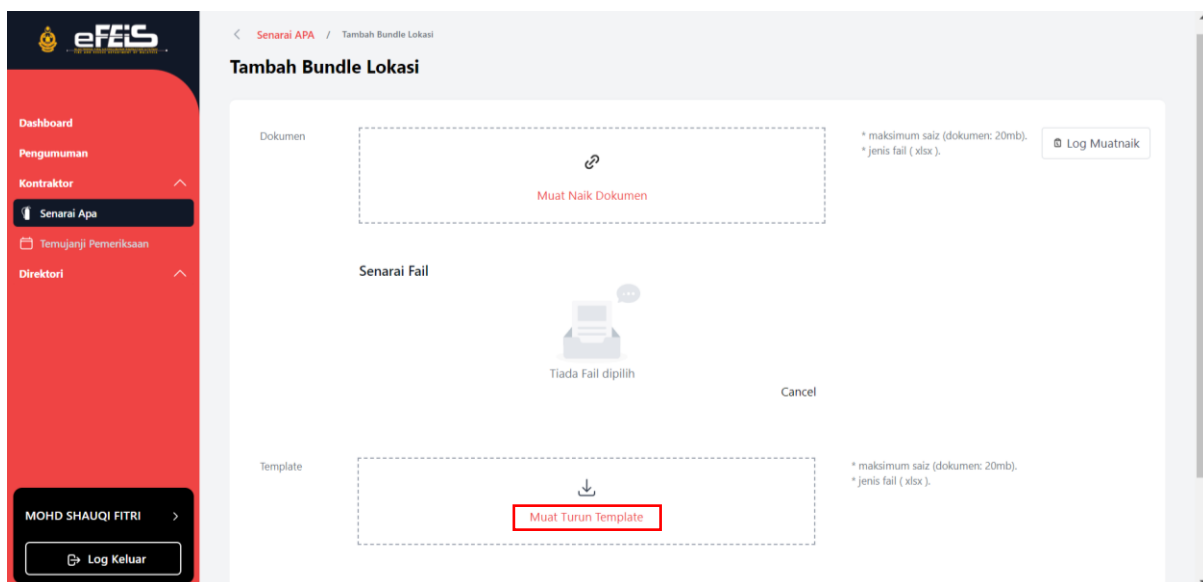 eFEiS
Senarai APA / Tambah Bundle Lokasi
Tambah Bundle Lokasi
Dashboard
Pengumuman
Kontraktor
Senarai Apa
Temujanji Pemeriksaan
Direktori
MOHD SHAUQI FITRI
Log Keluar
Dokumen
Muat Naik Dokumen
* maksimum saiz (dokumen: 20mb).
* jenis fail ( xlsx ).
Log Muatnaik
Senarai Fail
Tiada Fail dipilih
Cancel
Template
Muat Turun Template
* maksimum saiz (dokumen: 20mb).
* jenis fail ( xlsx ).